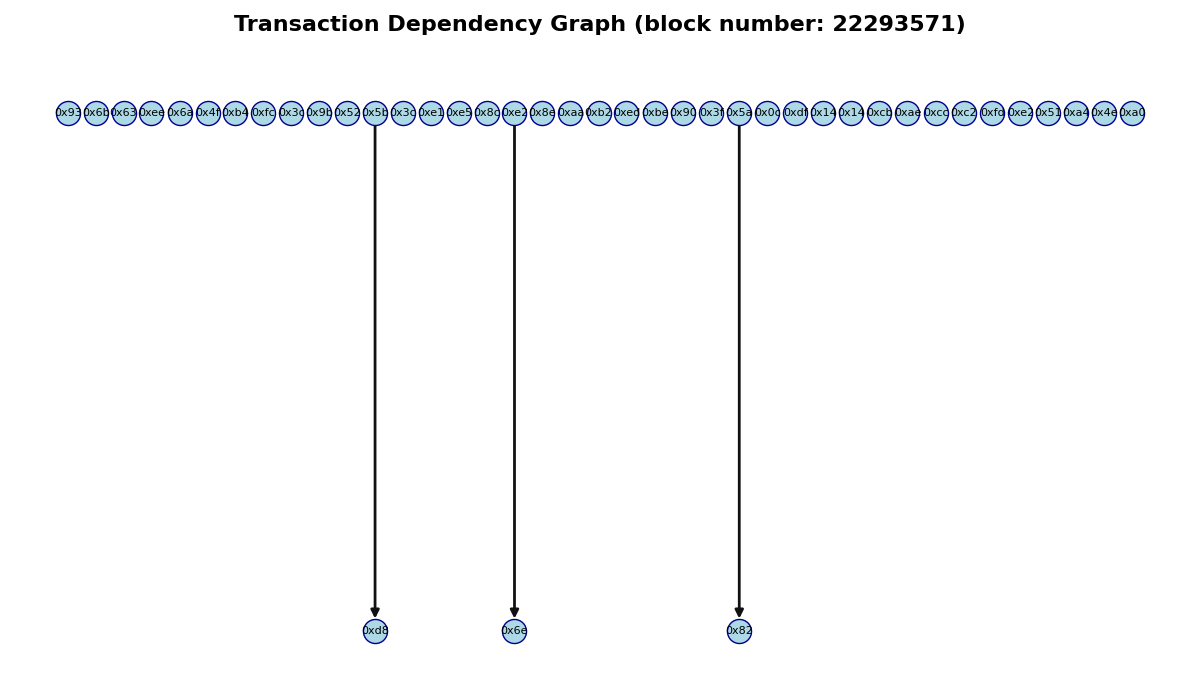 Transaction Dependency Graph (block number: 22293571)
0x93 0x6b 0x63 0xee 0x6a 0x4f 0xb4 0xfc 0x3c 0x9b 0x52 0x5b 0x3c 0xe1 0xe5 0x8c 0xe2 0x8e 0xaa 0xb2 0xed 0xbe 0x90 0x3f 0x5a 0x0c 0xdf 0x14 0x14 0xcb 0xae 0xcc 0xc2 0xfd 0xe2 0x51 0xa4 0x4e 0xa0
0xd8 0x6e 0x82